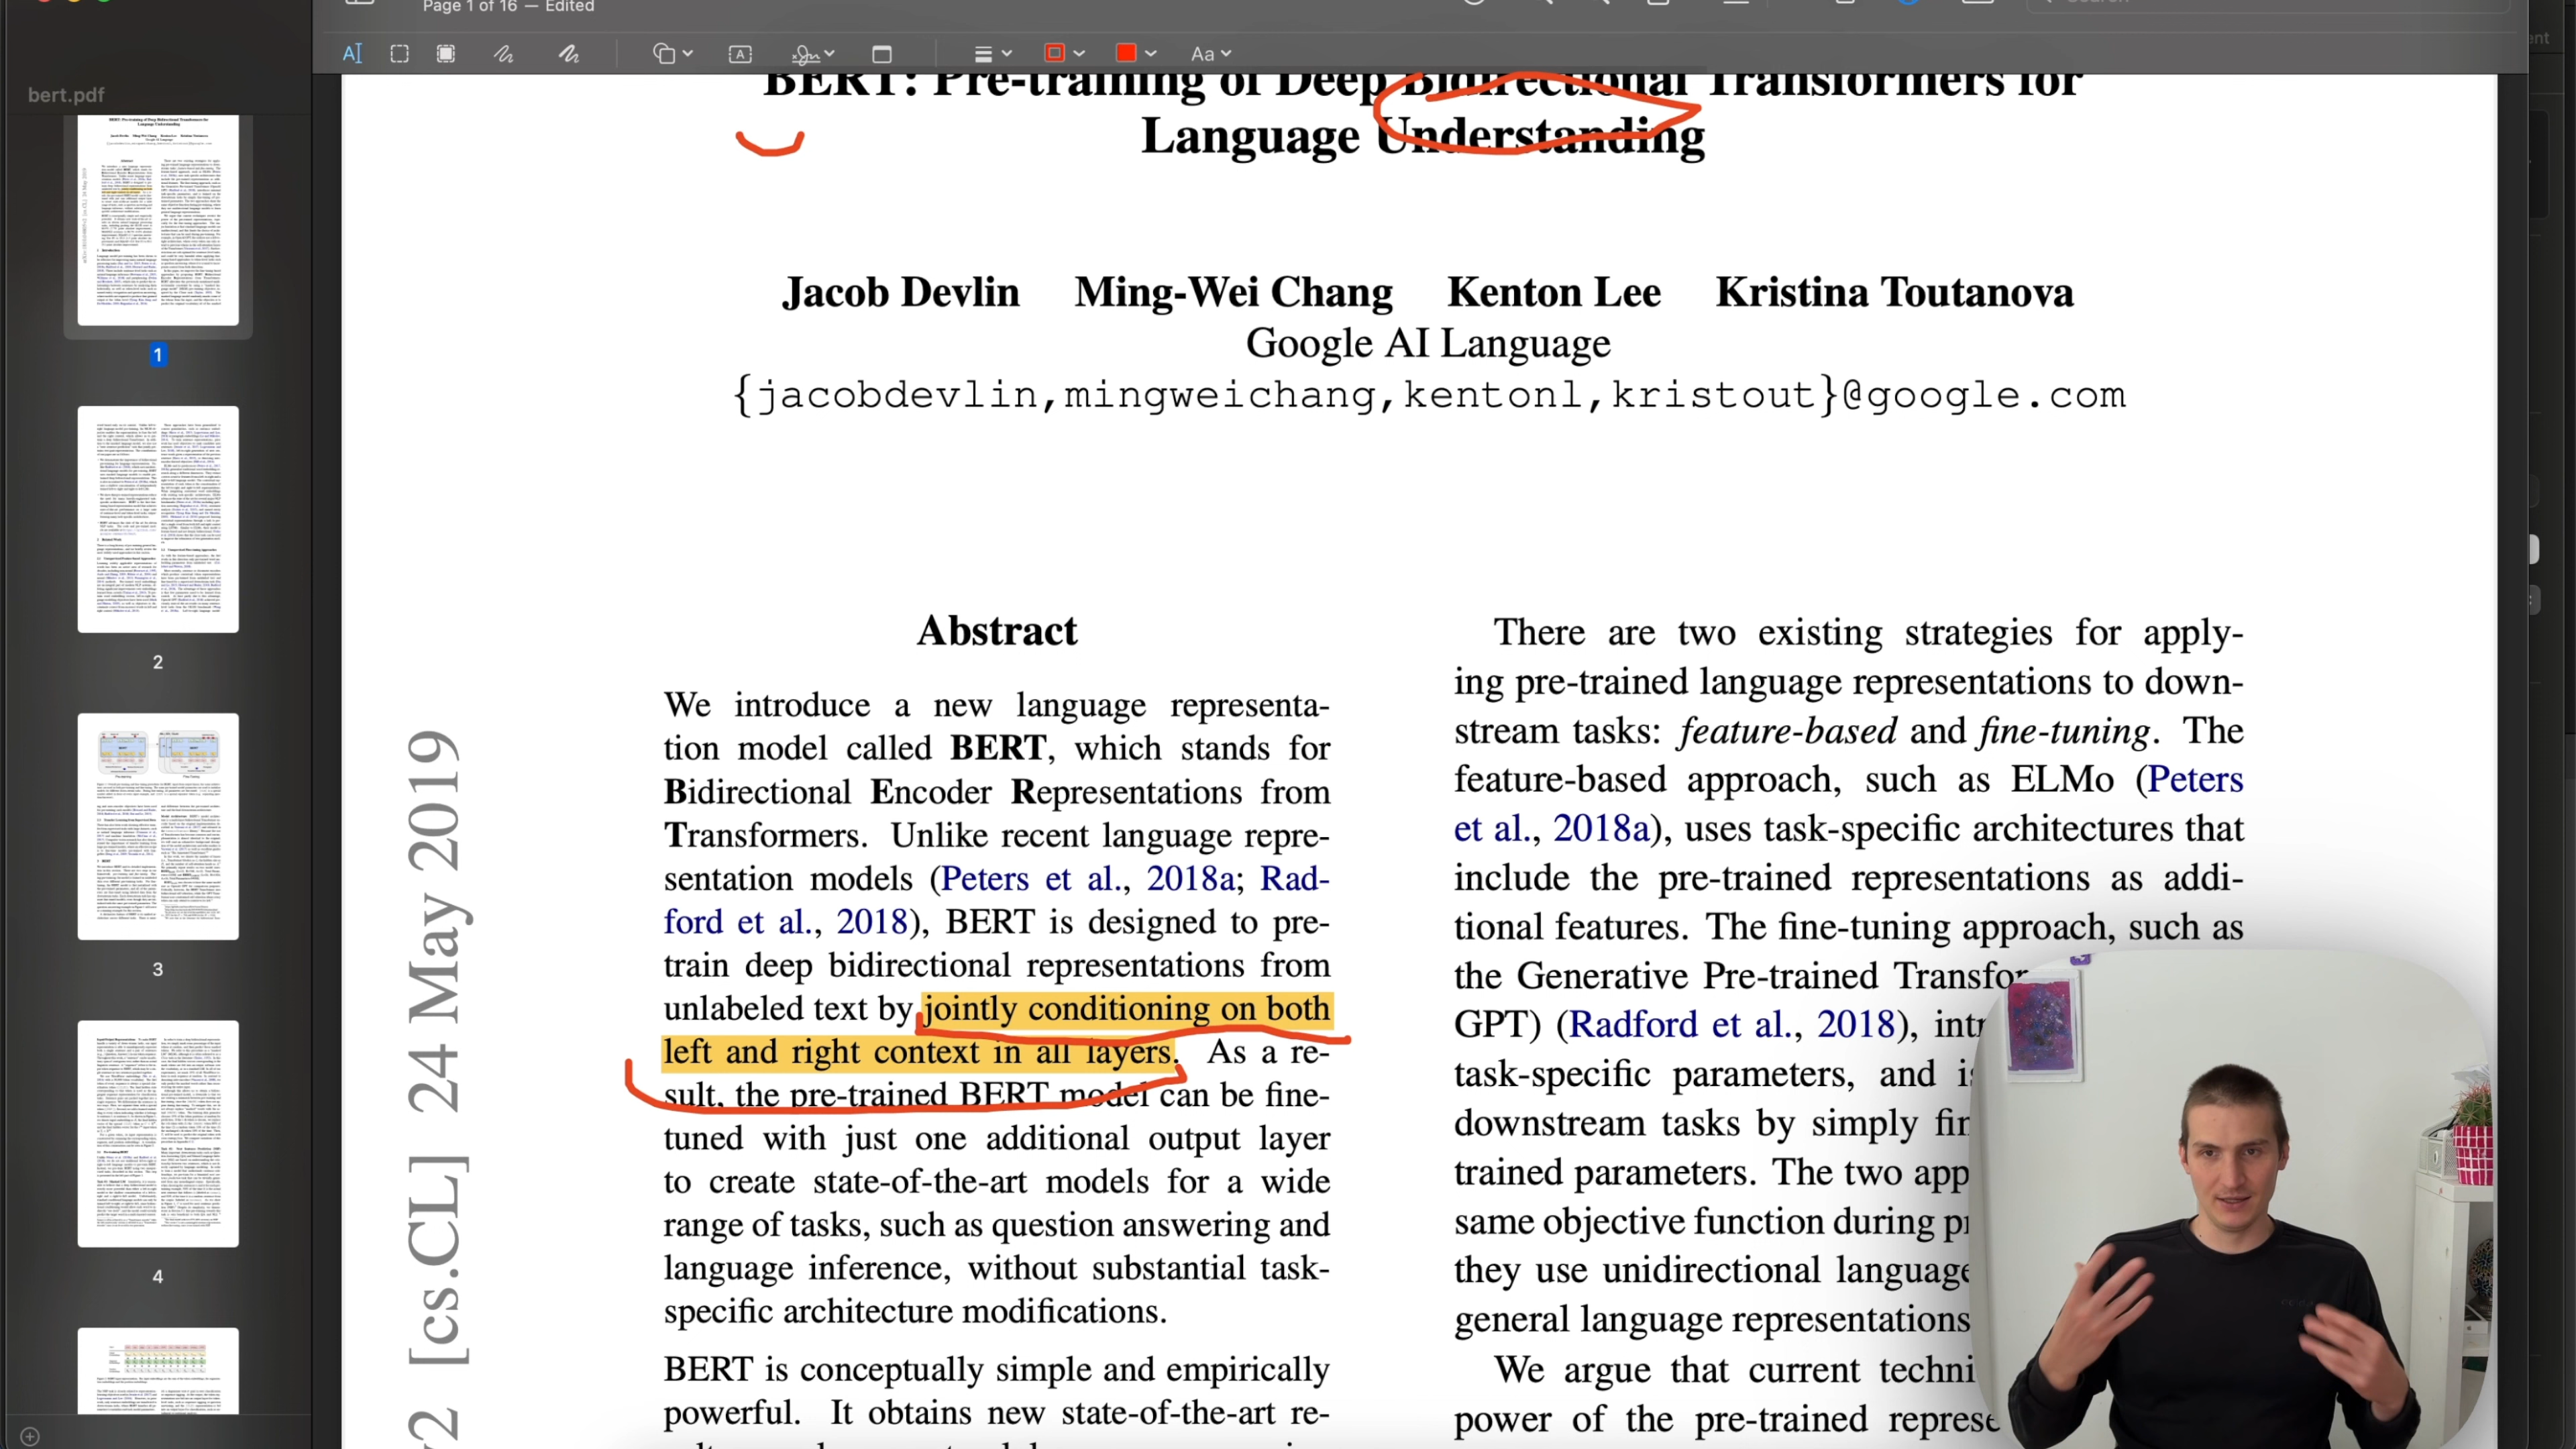 Page 1 of 16 — Edited
Aa
bert.pdf
1
2
3
4
BERT: Pre-training of Deep Bidirectional Transformers for
Language Understanding
Jacob Devlin Ming-Wei Chang Kenton Lee Kristina Toutanova
Google AI Language
{jacobdevlin,mingweichang,kentonl,kristout}@google.com
[cs.CL] 24 May 2019
Abstract
We introduce a new language representa-
tion model called BERT, which stands for
Bidirectional Encoder Representations from
Transformers. Unlike recent language repre-
sentation models (Peters et al., 2018a; Rad-
ford et al., 2018), BERT is designed to pre-
train deep bidirectional representations from
unlabeled text by jointly conditioning on both
left and right context in all layers. As a re-
sult, the pre-trained BERT model can be fine-
tuned with just one additional output layer
to create state-of-the-art models for a wide
range of tasks, such as question answering and
language inference, without substantial task-
specific architecture modifications.
BERT is conceptually simple and empirically
powerful. It obtains new state-of-the-art re-
There are two existing strategies for apply-
ing pre-trained language representations to down-
stream tasks: feature-based and fine-tuning. The
feature-based approach, such as ELMo (Peters
et al., 2018a), uses task-specific architectures that
include the pre-trained representations as addi-
tional features. The fine-tuning approach, such as
the Generative Pre-trained Transfor
GPT) (Radford et al., 2018), intr
task-specific parameters, and is
downstream tasks by simply fin
trained parameters. The two app
same objective function during pr
they use unidirectional language
general language representations
We argue that current techni
power of the pre-trained represe